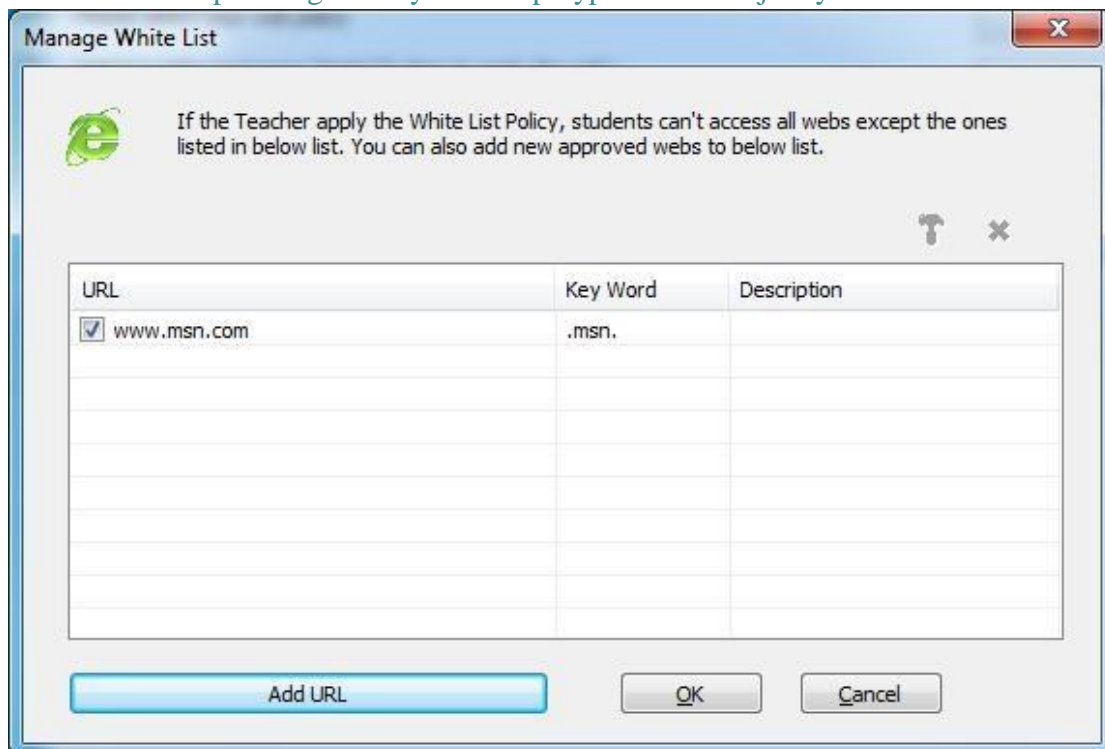 Manage White List
If the Teacher apply the White List Policy, students can't access all webs except the ones
listed in below list. You can also add new approved webs to below list.
URL Key Word Description
www.msn.com .msn.
Add URL OK Cancel